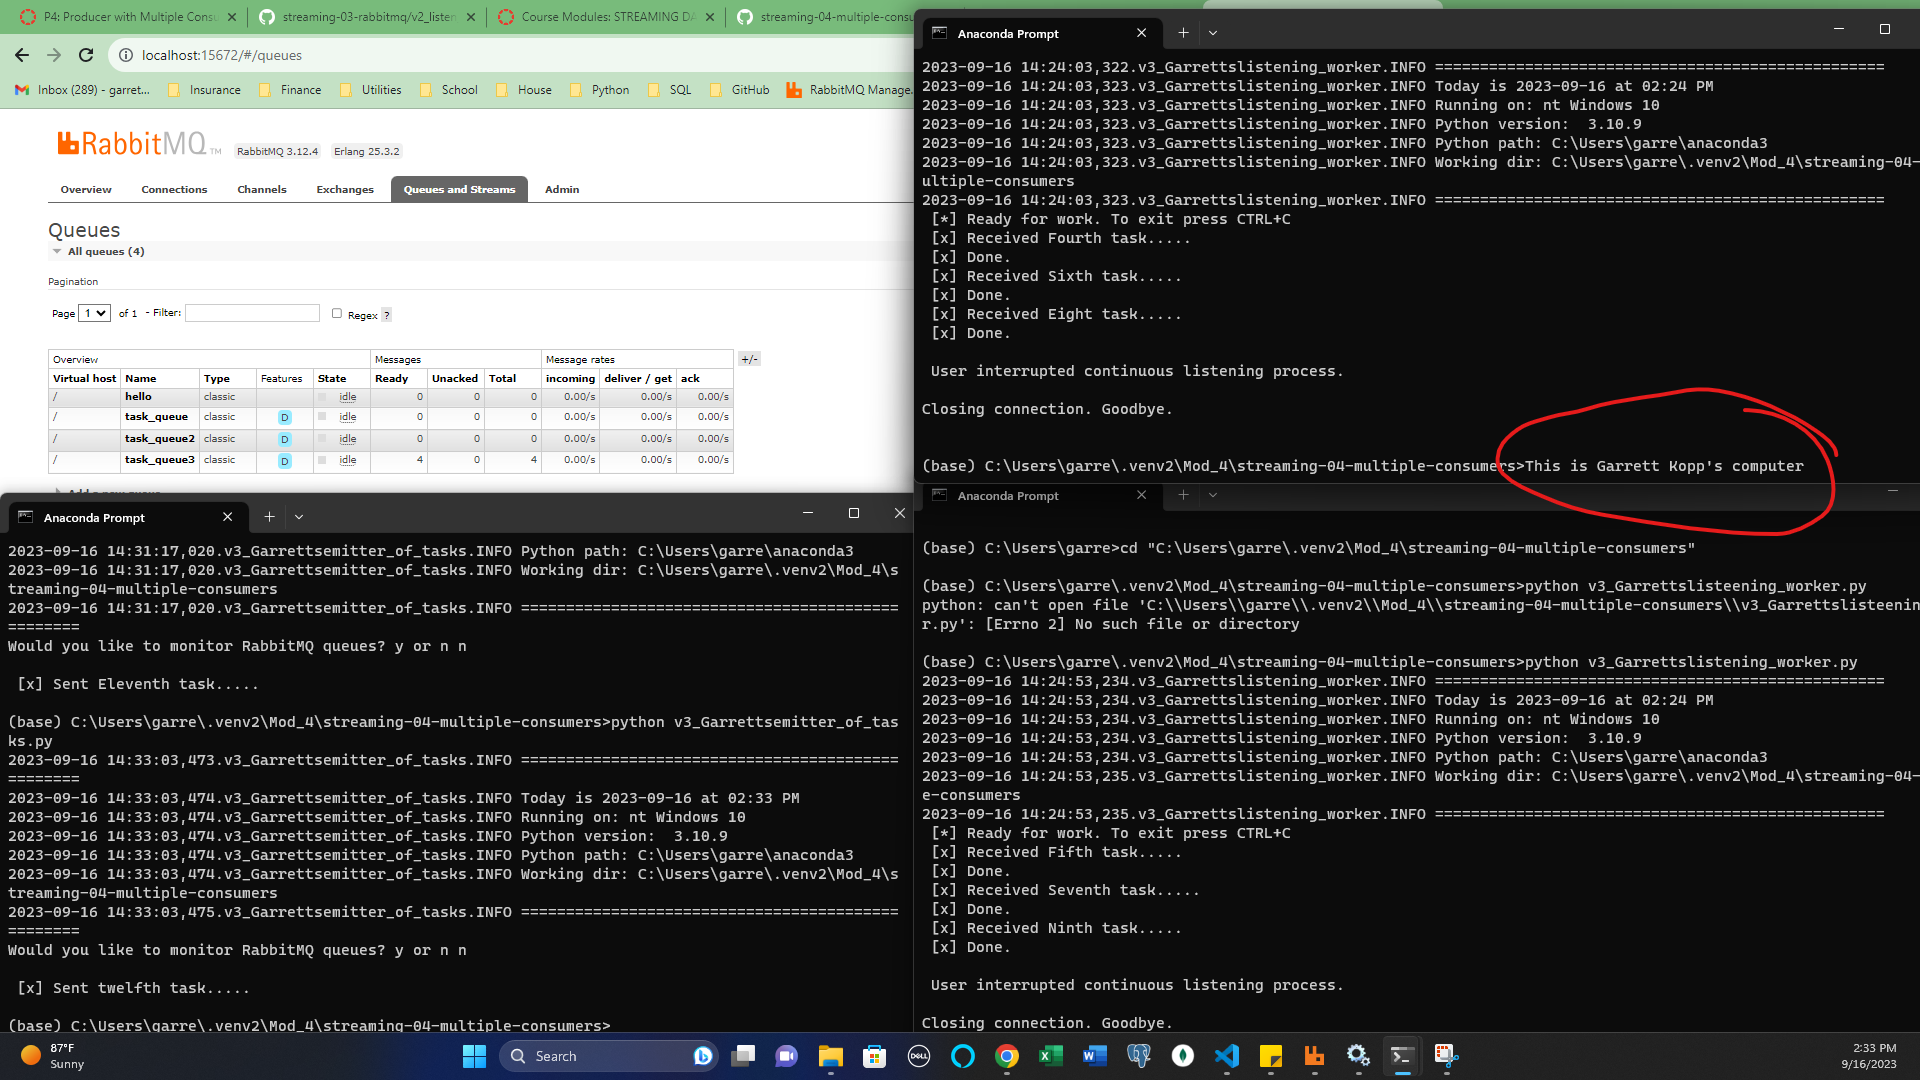 P4: Producer with Multiple Consu
streaming-03-rabbitmq/v2_listen
Course Modules: STREAMING DA
streaming-04-multiple-consu
localhost:15672/#/queues
Inbox (289) - garret...
Insurance
Finance
Utilities
School
House
Python
SQL
GitHub
RabbitMQ Manage.
RabbitMQ TM
RabbitMQ 3.12.4
Erlang 25.3.2
Overview
Connections
Channels
Exchanges
Queues and Streams
Admin
Queues
All queues (4)
Pagination
Page 1 of 1 - Filter: Regex ?
Overview Messages Message rates +/-
Virtual host Name Type Features State Ready Unacked Total incoming deliver / get ack
/ hello classic idle 0 0 0 0.00/s 0.00/s 0.00/s
/ task_queue classic D idle 0 0 0 0.00/s 0.00/s 0.00/s
/ task_queue2 classic D idle 0 0 0 0.00/s 0.00/s 0.00/s
/ task_queue3 classic D idle 4 0 4 0.00/s 0.00/s 0.00/s
Anaconda Prompt
2023-09-16 14:24:03,322.v3_Garrettslistening_worker.INFO ==================================================
2023-09-16 14:24:03,323.v3_Garrettslistening_worker.INFO Today is 2023-09-16 at 02:24 PM
2023-09-16 14:24:03,323.v3_Garrettslistening_worker.INFO Running on: nt Windows 10
2023-09-16 14:24:03,323.v3_Garrettslistening_worker.INFO Python version:  3.10.9
2023-09-16 14:24:03,323.v3_Garrettslistening_worker.INFO Python path: C:\Users\garre\anaconda3
2023-09-16 14:24:03,323.v3_Garrettslistening_worker.INFO Working dir: C:\Users\garre\.venv2\Mod_4\streaming-04-
ultiple-consumers
2023-09-16 14:24:03,323.v3_Garrettslistening_worker.INFO ==================================================
[*] Ready for work. To exit press CTRL+C
[x] Received Fourth task.....
[x] Done.
[x] Received Sixth task.....
[x] Done.
[x] Received Eight task.....
[x] Done.
User interrupted continuous listening process.
Closing connection. Goodbye.
(base) C:\Users\garre\.venv2\Mod_4\streaming-04-multiple-consumers>This is Garrett Kopp's computer
Anaconda Prompt
2023-09-16 14:31:17,020.v3_Garrettsemitter_of_tasks.INFO Python path: C:\Users\garre\anaconda3
2023-09-16 14:31:17,020.v3_Garrettsemitter_of_tasks.INFO Working dir: C:\Users\garre\.venv2\Mod_4\s
treaming-04-multiple-consumers
2023-09-16 14:31:17,020.v3_Garrettsemitter_of_tasks.INFO ==========================================
========
Would you like to monitor RabbitMQ queues? y or n n
[x] Sent Eleventh task.....
(base) C:\Users\garre\.venv2\Mod_4\streaming-04-multiple-consumers>python v3_Garrettsemitter_of_tas
ks.py
2023-09-16 14:33:03,473.v3_Garrettsemitter_of_tasks.INFO ==========================================
========
2023-09-16 14:33:03,474.v3_Garrettsemitter_of_tasks.INFO Today is 2023-09-16 at 02:33 PM
2023-09-16 14:33:03,474.v3_Garrettsemitter_of_tasks.INFO Running on: nt Windows 10
2023-09-16 14:33:03,474.v3_Garrettsemitter_of_tasks.INFO Python version:  3.10.9
2023-09-16 14:33:03,474.v3_Garrettsemitter_of_tasks.INFO Python path: C:\Users\garre\anaconda3
2023-09-16 14:33:03,474.v3_Garrettsemitter_of_tasks.INFO Working dir: C:\Users\garre\.venv2\Mod_4\s
treaming-04-multiple-consumers
2023-09-16 14:33:03,475.v3_Garrettsemitter_of_tasks.INFO ==========================================
========
Would you like to monitor RabbitMQ queues? y or n n
[x] Sent twelfth task.....
(base) C:\Users\garre\.venv2\Mod_4\streaming-04-multiple-consumers>
Anaconda Prompt
(base) C:\Users\garre>cd "C:\Users\garre\.venv2\Mod_4\streaming-04-multiple-consumers"
(base) C:\Users\garre\.venv2\Mod_4\streaming-04-multiple-consumers>python v3_Garrettslisteening_worker.py
python: can't open file 'C:\\Users\\garre\\.venv2\\Mod_4\\streaming-04-multiple-consumers\\v3_Garrettslisteenin
r.py': [Errno 2] No such file or directory
(base) C:\Users\garre\.venv2\Mod_4\streaming-04-multiple-consumers>python v3_Garrettslistening_worker.py
2023-09-16 14:24:53,234.v3_Garrettslistening_worker.INFO ==================================================
2023-09-16 14:24:53,234.v3_Garrettslistening_worker.INFO Today is 2023-09-16 at 02:24 PM
2023-09-16 14:24:53,234.v3_Garrettslistening_worker.INFO Running on: nt Windows 10
2023-09-16 14:24:53,234.v3_Garrettslistening_worker.INFO Python version:  3.10.9
2023-09-16 14:24:53,234.v3_Garrettslistening_worker.INFO Python path: C:\Users\garre\anaconda3
2023-09-16 14:24:53,235.v3_Garrettslistening_worker.INFO Working dir: C:\Users\garre\.venv2\Mod_4\streaming-04-
e-consumers
2023-09-16 14:24:53,235.v3_Garrettslistening_worker.INFO ==================================================
[*] Ready for work. To exit press CTRL+C
[x] Received Fifth task.....
[x] Done.
[x] Received Seventh task.....
[x] Done.
[x] Received Ninth task.....
[x] Done.
User interrupted continuous listening process.
Closing connection. Goodbye.
87°F
Sunny
Search
DELL
2:33 PM
9/16/2023